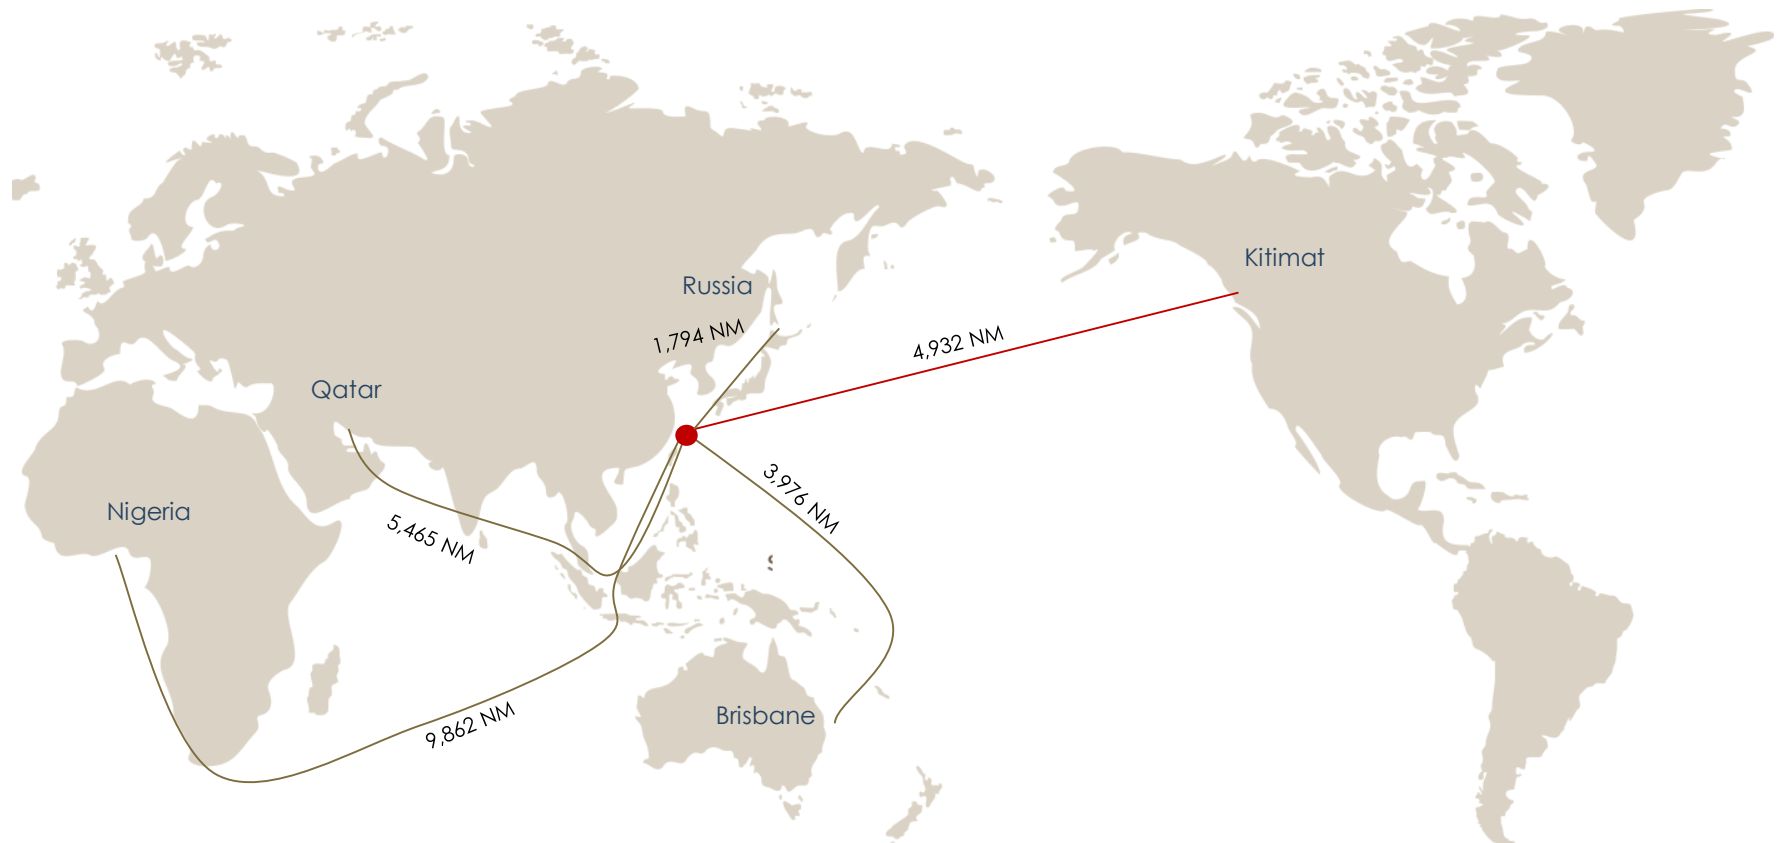 Kitimat
Russia
1,794 NM
4,932 NM
Qatar
3,976 NM
Nigeria
5,465 NM
Brisbane
9,862 NM